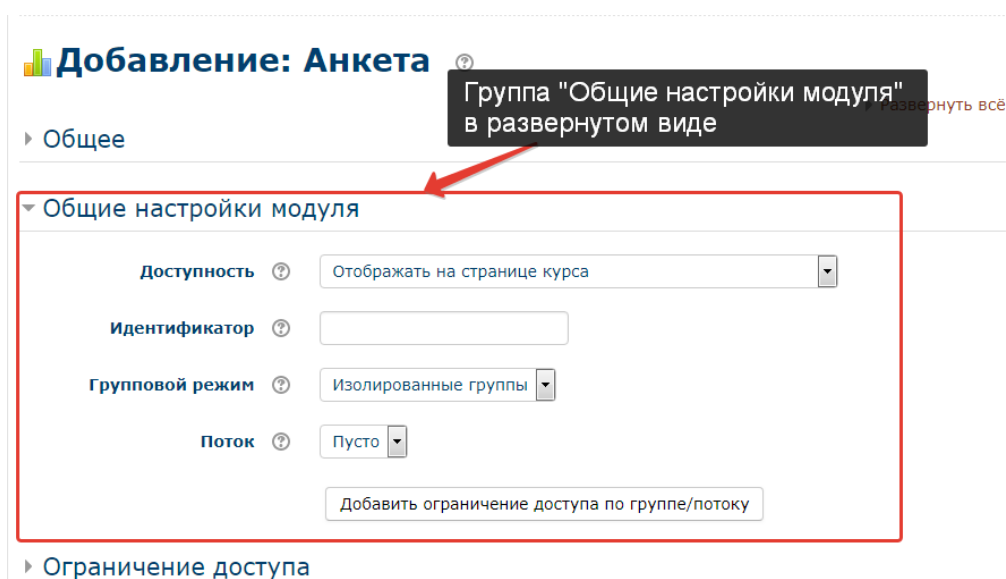 Добавление: Анкета
Группа "Общие настройки модуля"
в развернутом виде
Развернуть всё
Общее
Общие настройки модуля
Доступность Отображать на странице курса
Идентификатор
Групповой режим Изолированные группы
Поток Пусто
Добавить ограничение доступа по группе/потоку
Ограничение доступа